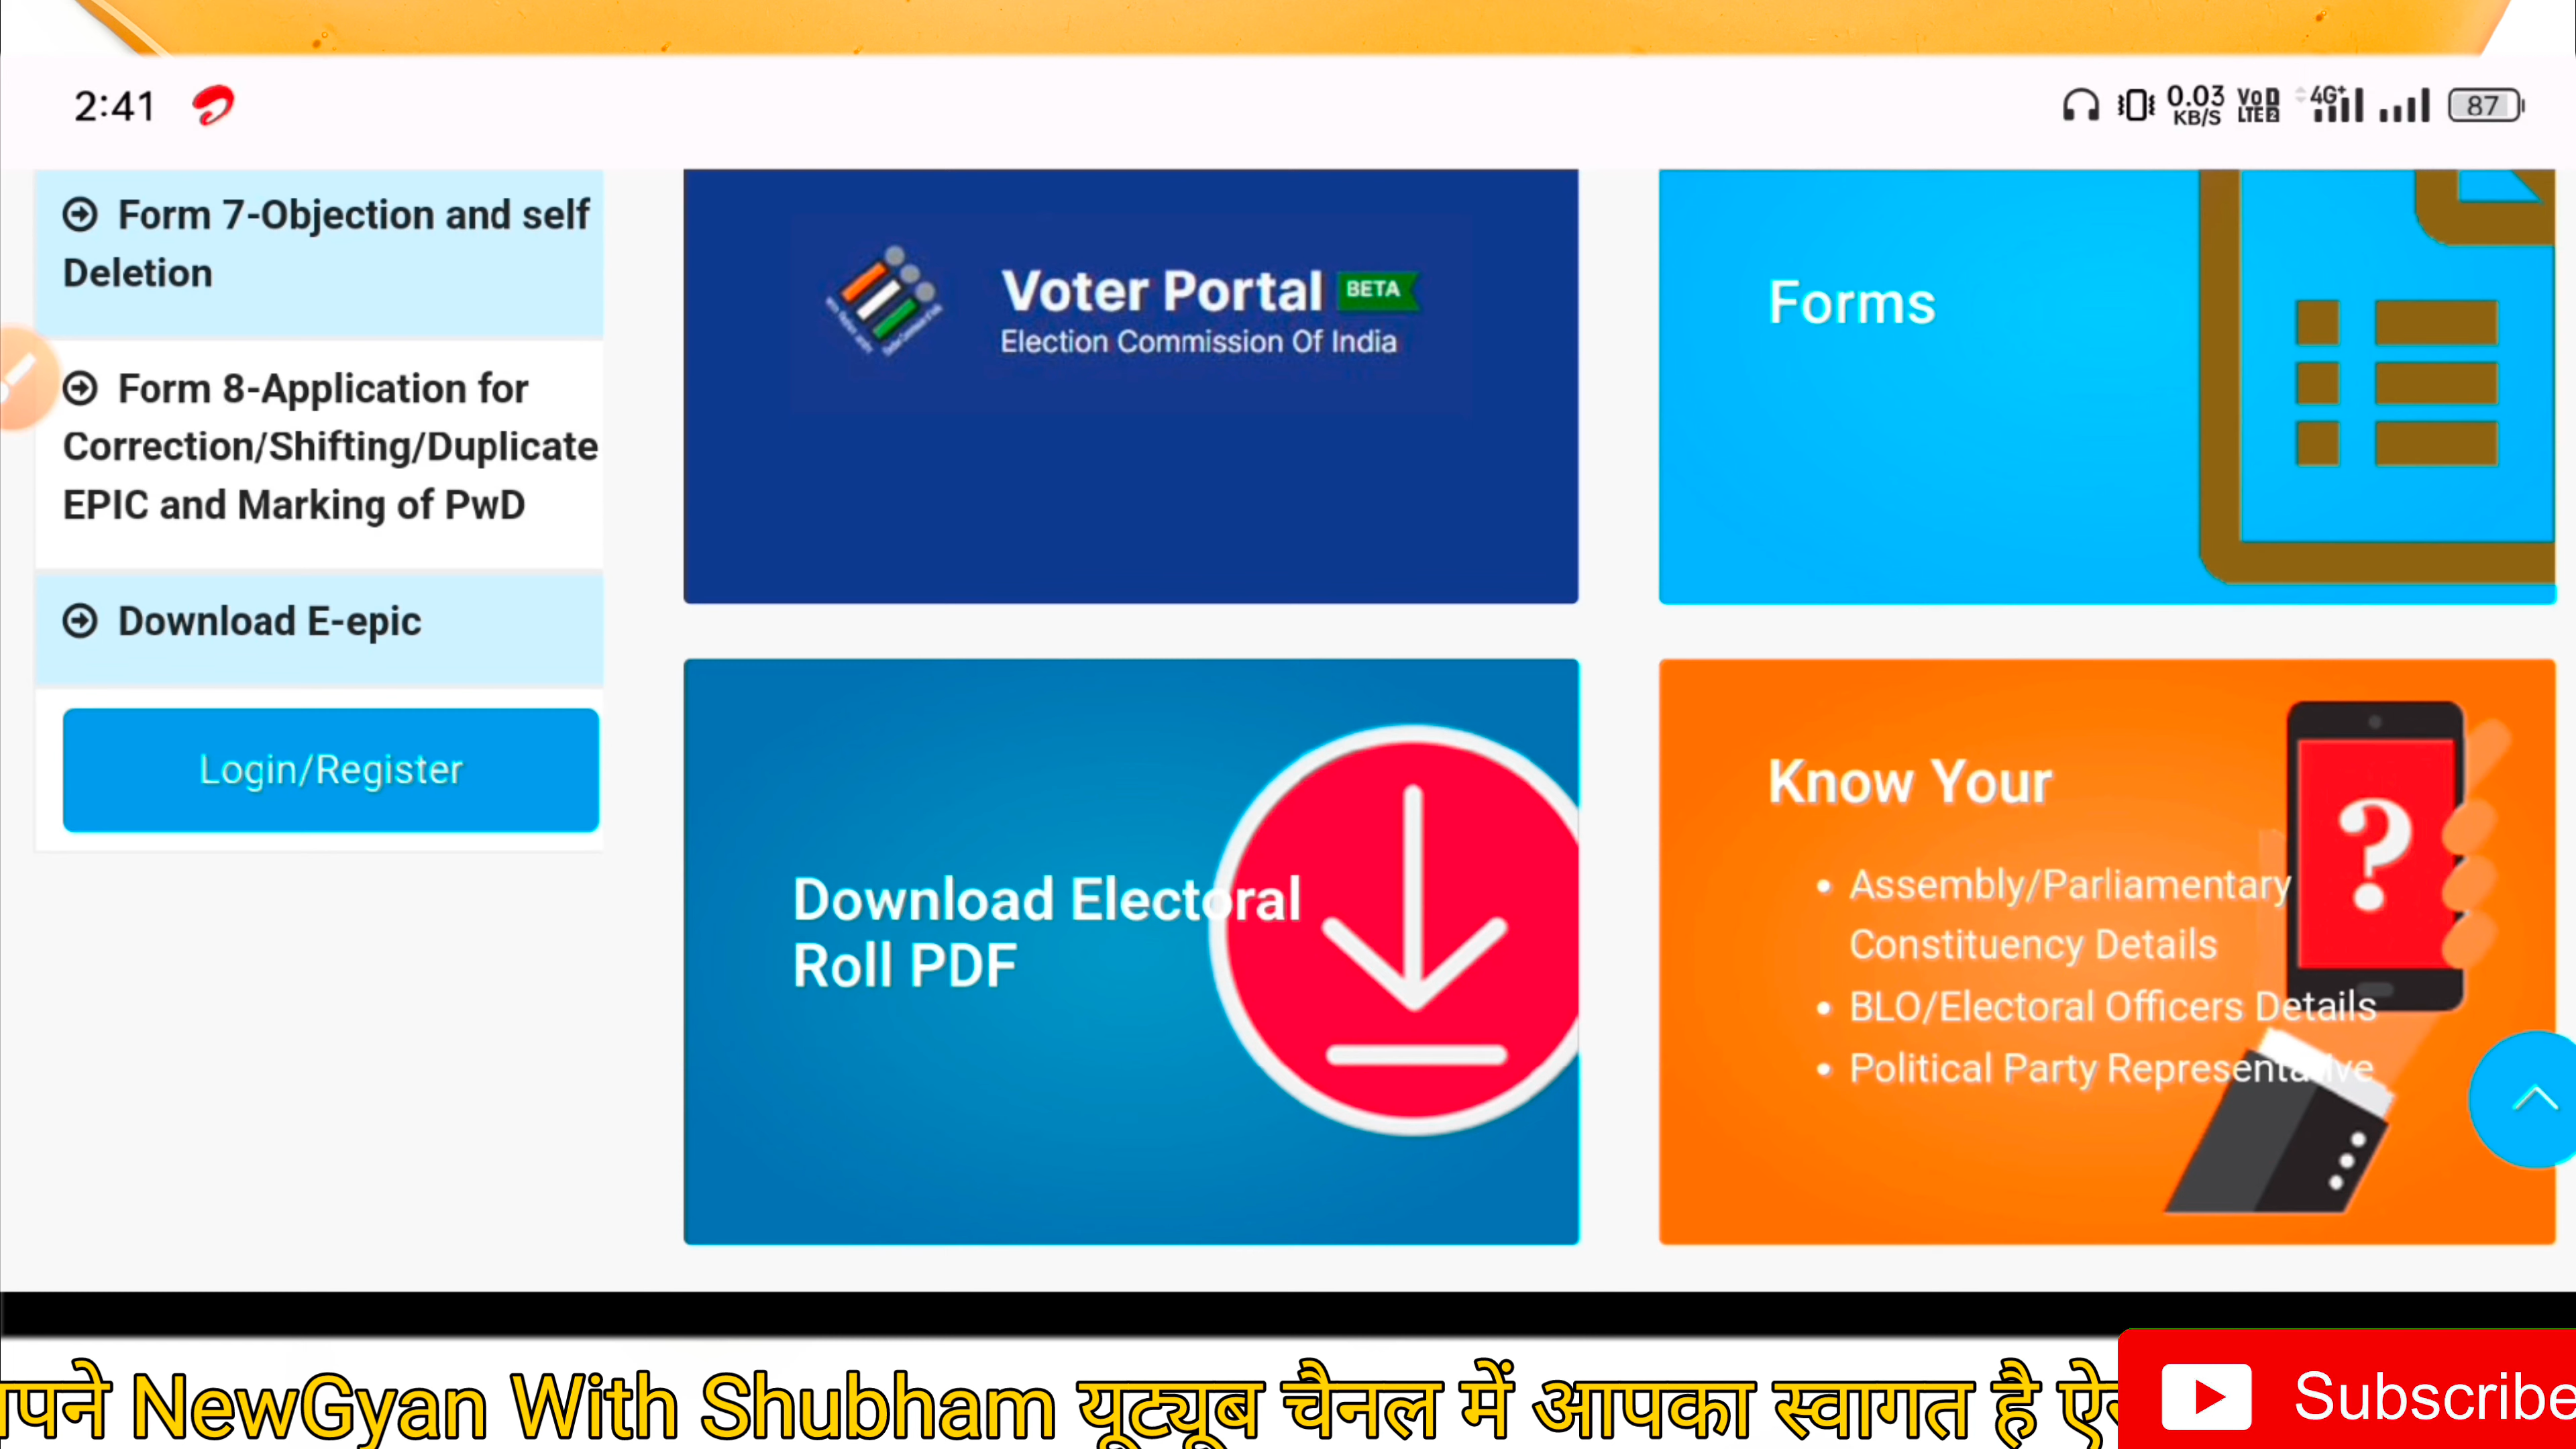 2:41
0.03 KB/S
Vo LTE 2
4G+
87
Form 7-Objection and self
Deletion
Form 8-Application for
Correction/Shifting/Duplicate
EPIC and Marking of PwD
Download E-epic
Login/Register
Voter Portal BETA
Election Commission Of India
Forms
Download Electoral
Roll PDF
Know Your
• Assembly/Parliamentary
Constituency Details
• BLO/Electoral Officers Details
• Political Party Representative
?
NewGyan With Shubham यूट्यूब चैनल में आपका स्वागत है
Subscribe